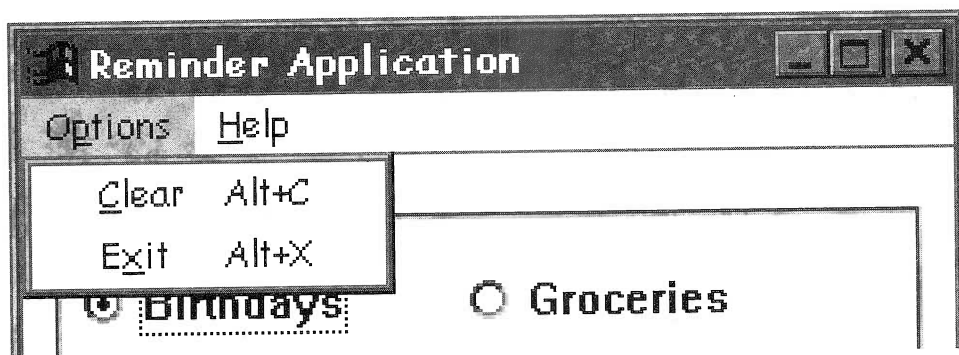 Reminder Application
Options Help
Clear Alt+C
Exit Alt+X
Birthdays Groceries